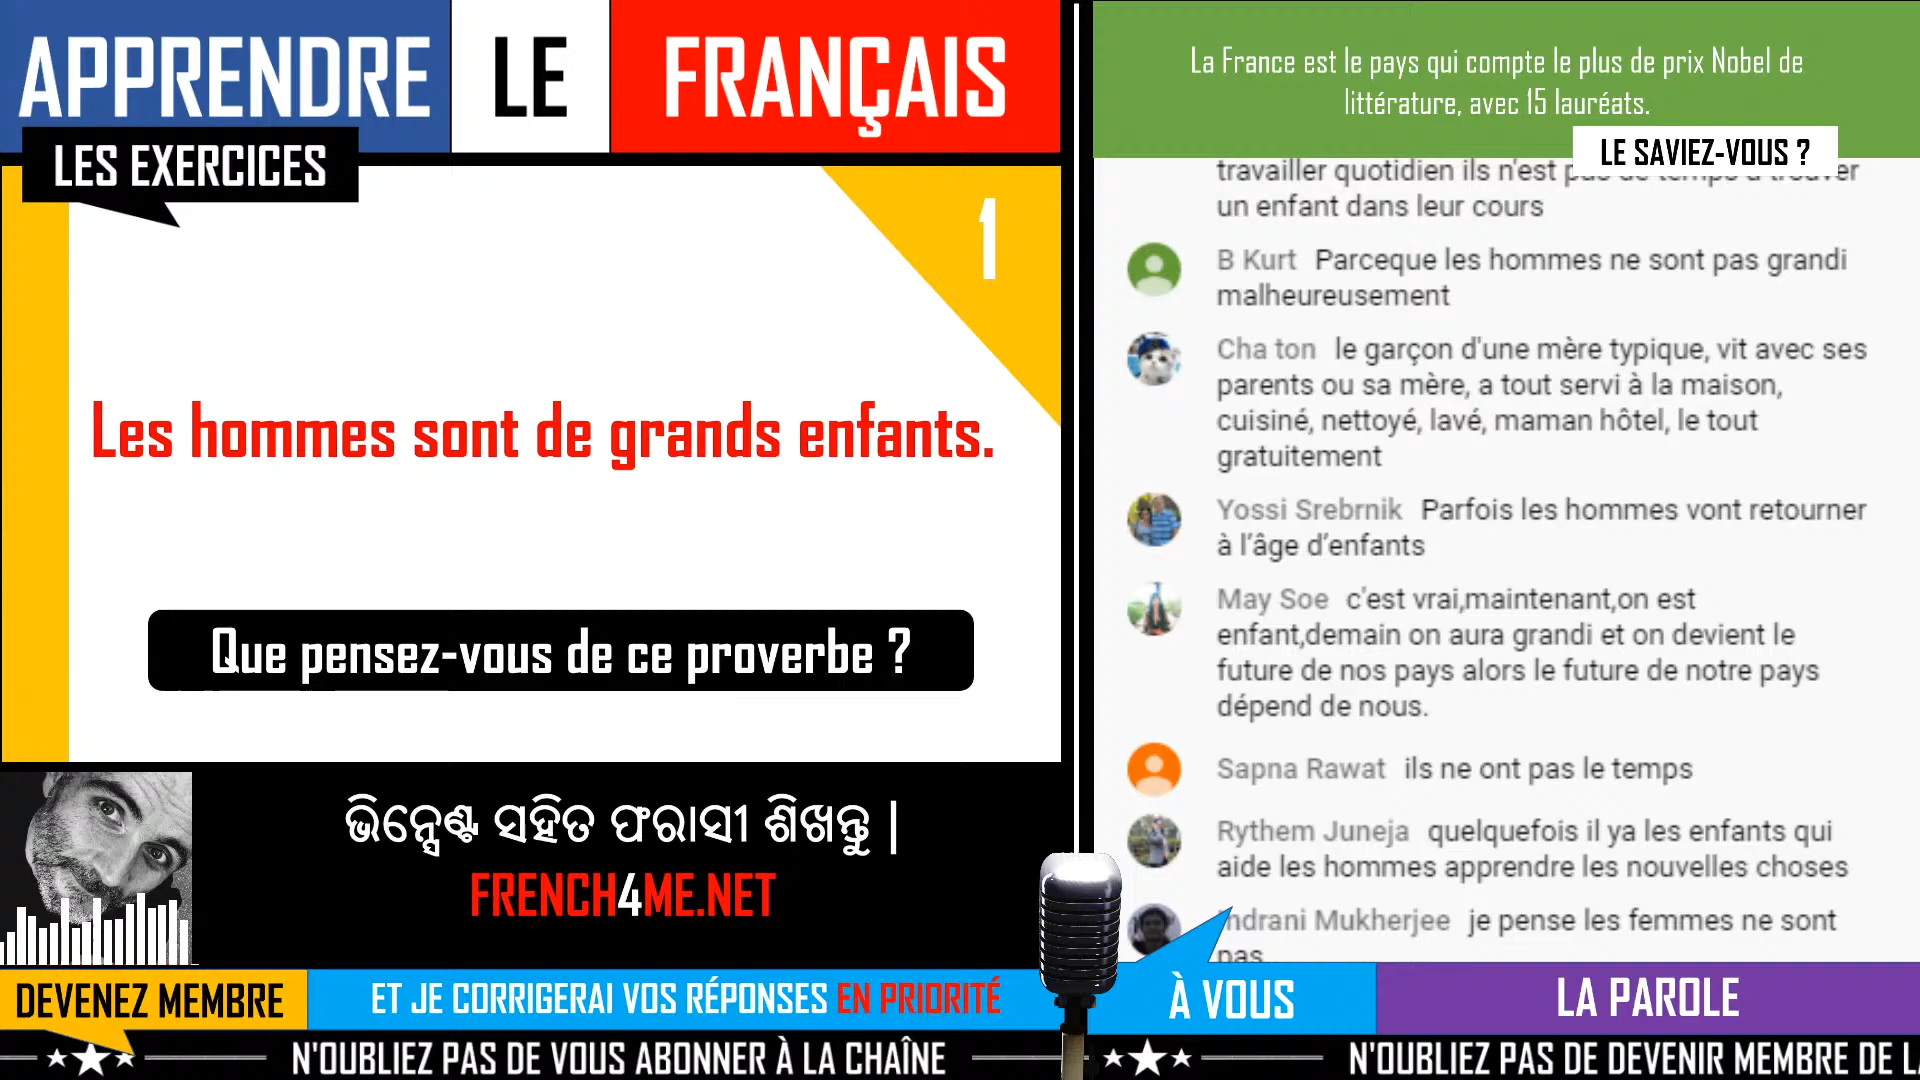 APPRENDRE LE FRANÇAIS
LES EXERCICES
1
Les hommes sont de grands enfants.
Que pensez-vous de ce proverbe ?
ଭିନ୍ସେଣ୍ଟ ସହିତ ଫରାସୀ ଶିଖନ୍ତୁ |
FRENCH4ME.NET
DEVENEZ MEMBRE
ET JE CORRIGERAI VOS RÉPONSES EN PRIORITÉ
N'OUBLIEZ PAS DE VOUS ABONNER À LA CHAÎNE
La France est le pays qui compte le plus de prix Nobel de
littérature, avec 15 lauréats.
LE SAVIEZ-VOUS ?
travailler quotidien ils n'est
un enfant dans leur cours
B Kurt Parceque les hommes ne sont pas grandi
malheureusement
Cha ton le garçon d'une mère typique, vit avec ses
parents ou sa mère, a tout servi à la maison,
cuisiné, nettoyé, lavé, maman hôtel, le tout
gratuitement
Yossi Srebrnik Parfois les hommes vont retourner
à l’âge d’enfants
May Soe c'est vrai,maintenant,on est
enfant,demain on aura grandi et on devient le
future de nos pays alors le future de notre pays
dépend de nous.
Sapna Rawat ils ne ont pas le temps
Rythem Juneja quelquefois il ya les enfants qui
aide les hommes apprendre les nouvelles choses
Indrani Mukherjee je pense les femmes ne sont
pas
À VOUS
LA PAROLE
N'OUBLIEZ PAS DE DEVENIR MEMBRE DE